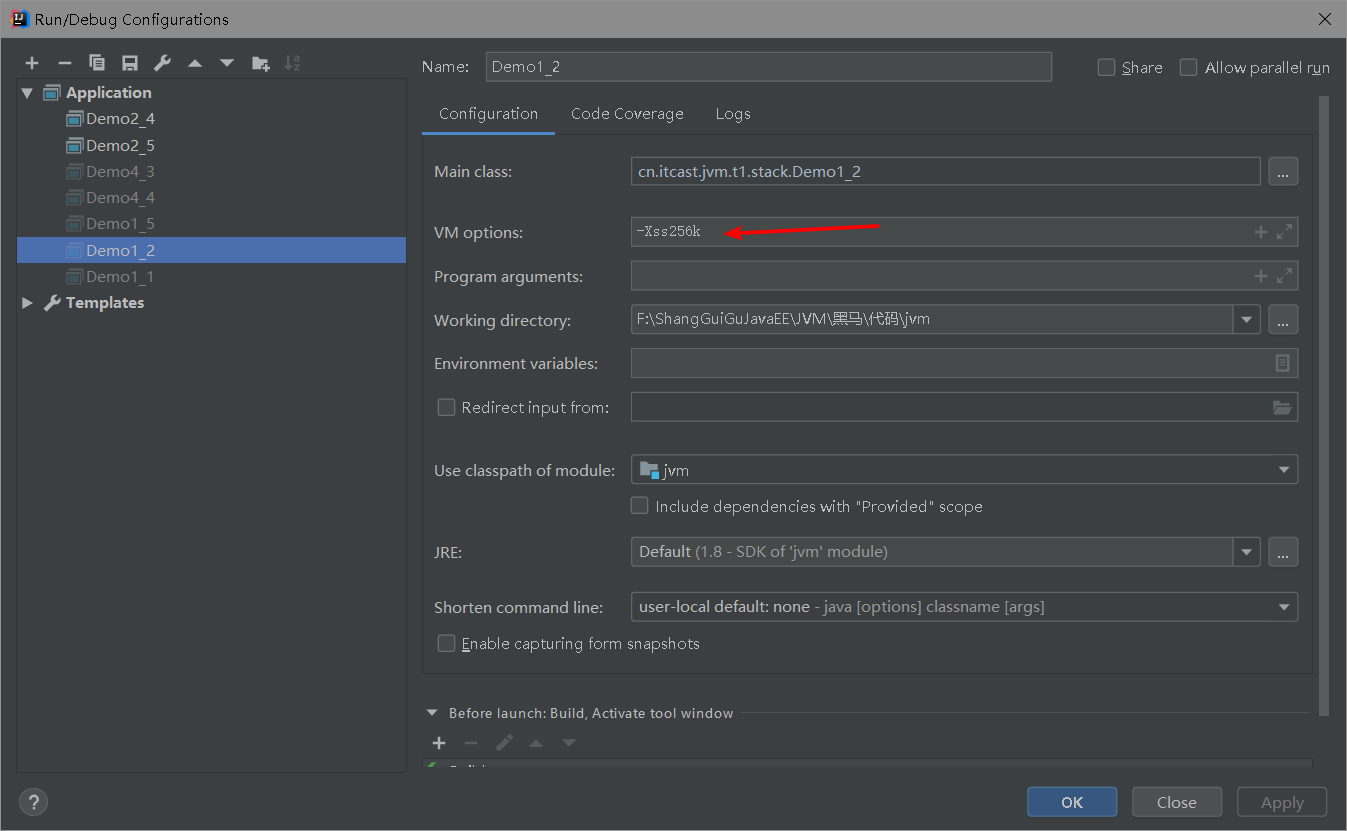 Run/Debug Configurations
Application
Demo2_4
Demo2_5
Demo4_3
Demo4_4
Demo1_5
Demo1_2
Demo1_1
Templates
Name: Demo1_2
Share
Allow parallel run
Configuration Code Coverage Logs
Main class: cn.itcast.jvm.t1.stack.Demo1_2 ...
VM options: -Xss256k
Program arguments:
Working directory: F:\ShangGuiGuJavaEE\JVM\黑马\代码\jvm ...
Environment variables:
Redirect input from:
Use classpath of module: jvm
Include dependencies with "Provided" scope
JRE: Default (1.8 - SDK of 'jvm' module) ...
Shorten command line: user-local default: none - java [options] classname [args]
Enable capturing form snapshots
Before launch: Build, Activate tool window
? OK Close Apply